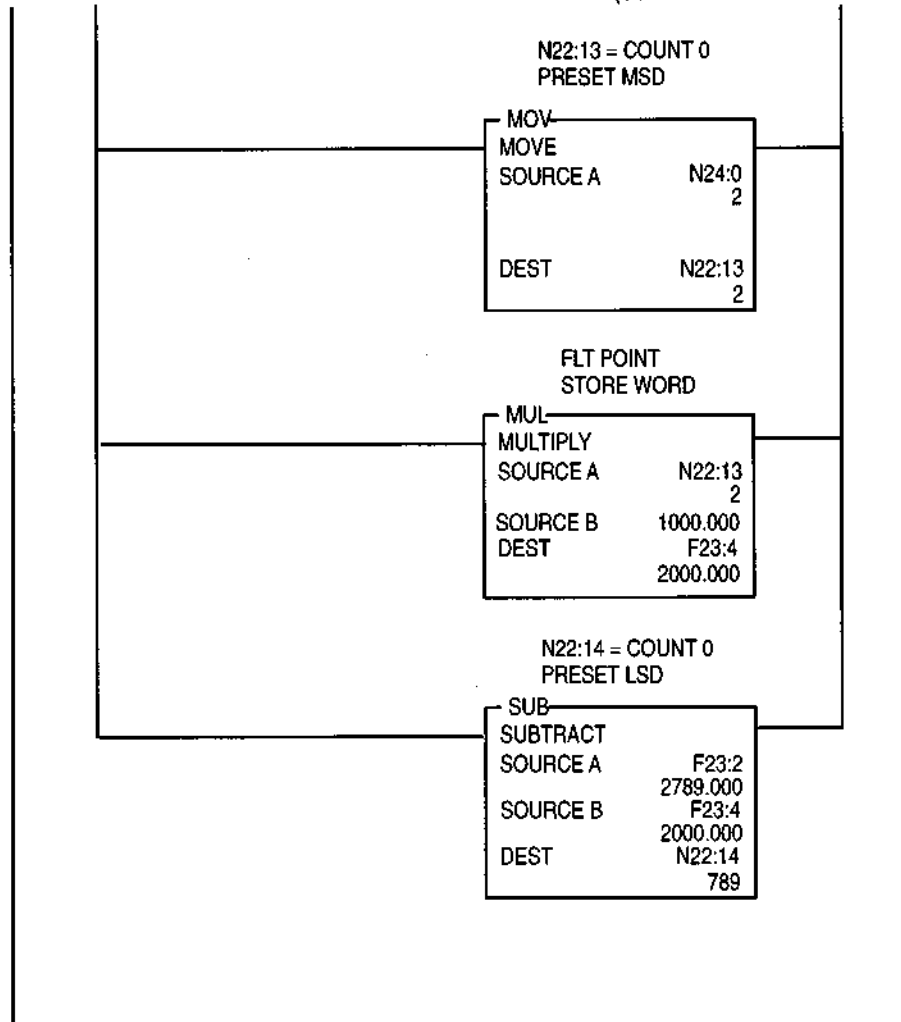 N22:13 = COUNT 0
PRESET MSD
MOV
MOVE
SOURCE A N24:0
2
DEST N22:13
2
FLT POINT
STORE WORD
MUL
MULTIPLY
SOURCE A N22:13
2
SOURCE B 1000.000
DEST F23:4
2000.000
N22:14 = COUNT 0
PRESET LSD
SUB
SUBTRACT
SOURCE A F23:2
2789.000
SOURCE B F23:4
2000.000
DEST N22:14
789